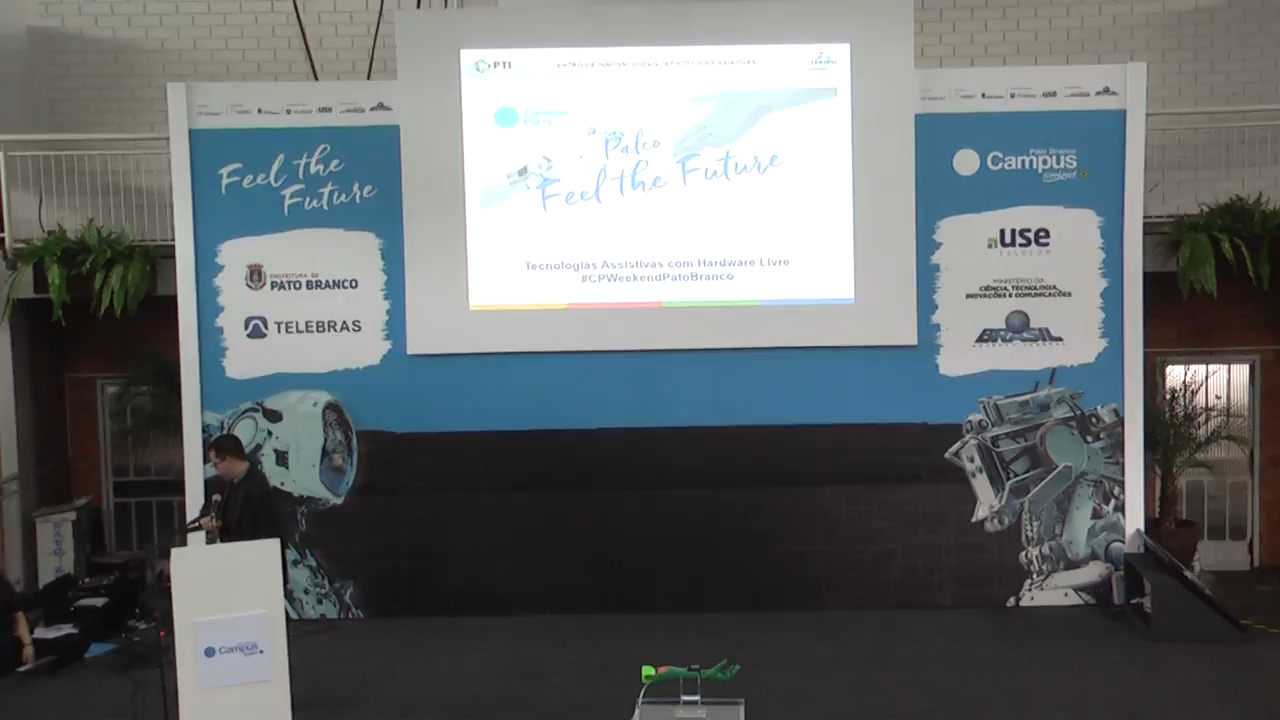 Feel the
Future
PREFEITURA DE
PATO BRANCO
TELEBRAS
PTI
Palco
Feel the Future
Tecnologias Assistivas com Hardware Livre
#CPWeekendPatoBranco
Pato Branco
Campus
Weekend
use
MINISTÉRIO DA
CIÊNCIA, TECNOLOGIA,
INOVAÇÕES E COMUNICAÇÕES
BRASIL
Campus